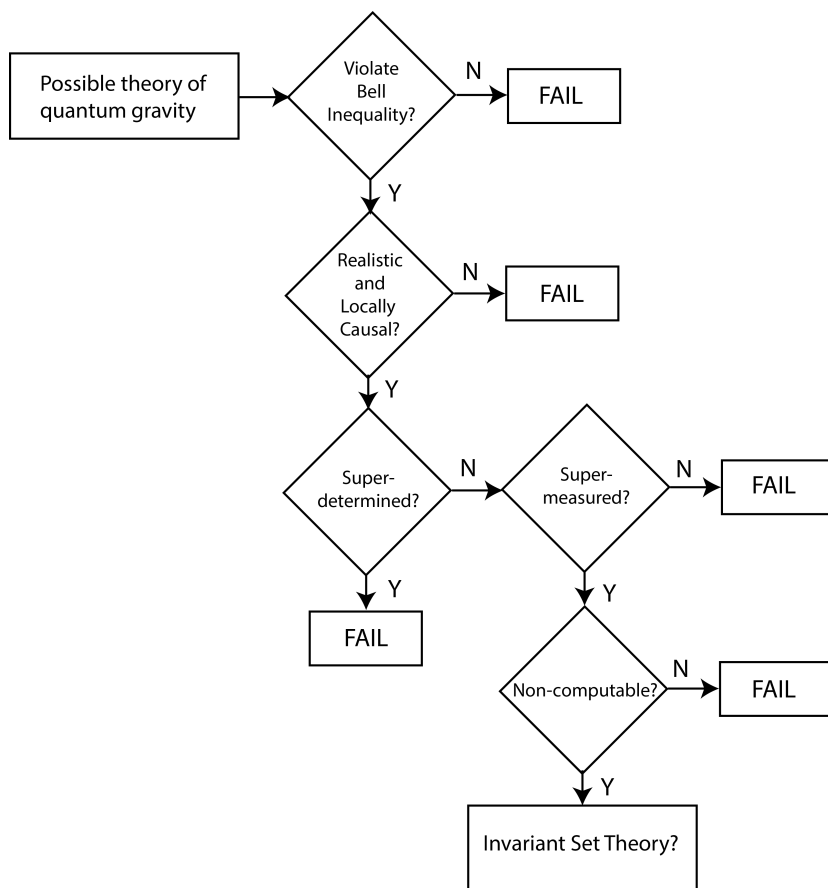 Possible theory of
quantum gravity
Violate
Bell
Inequality?
N
FAIL
Y
Realistic
and
Locally
Causal?
N
FAIL
Y
Super-
determined?
N
Super-
measured?
N
FAIL
Y
FAIL
Y
Non-computable?
N
FAIL
Y
Invariant Set Theory?